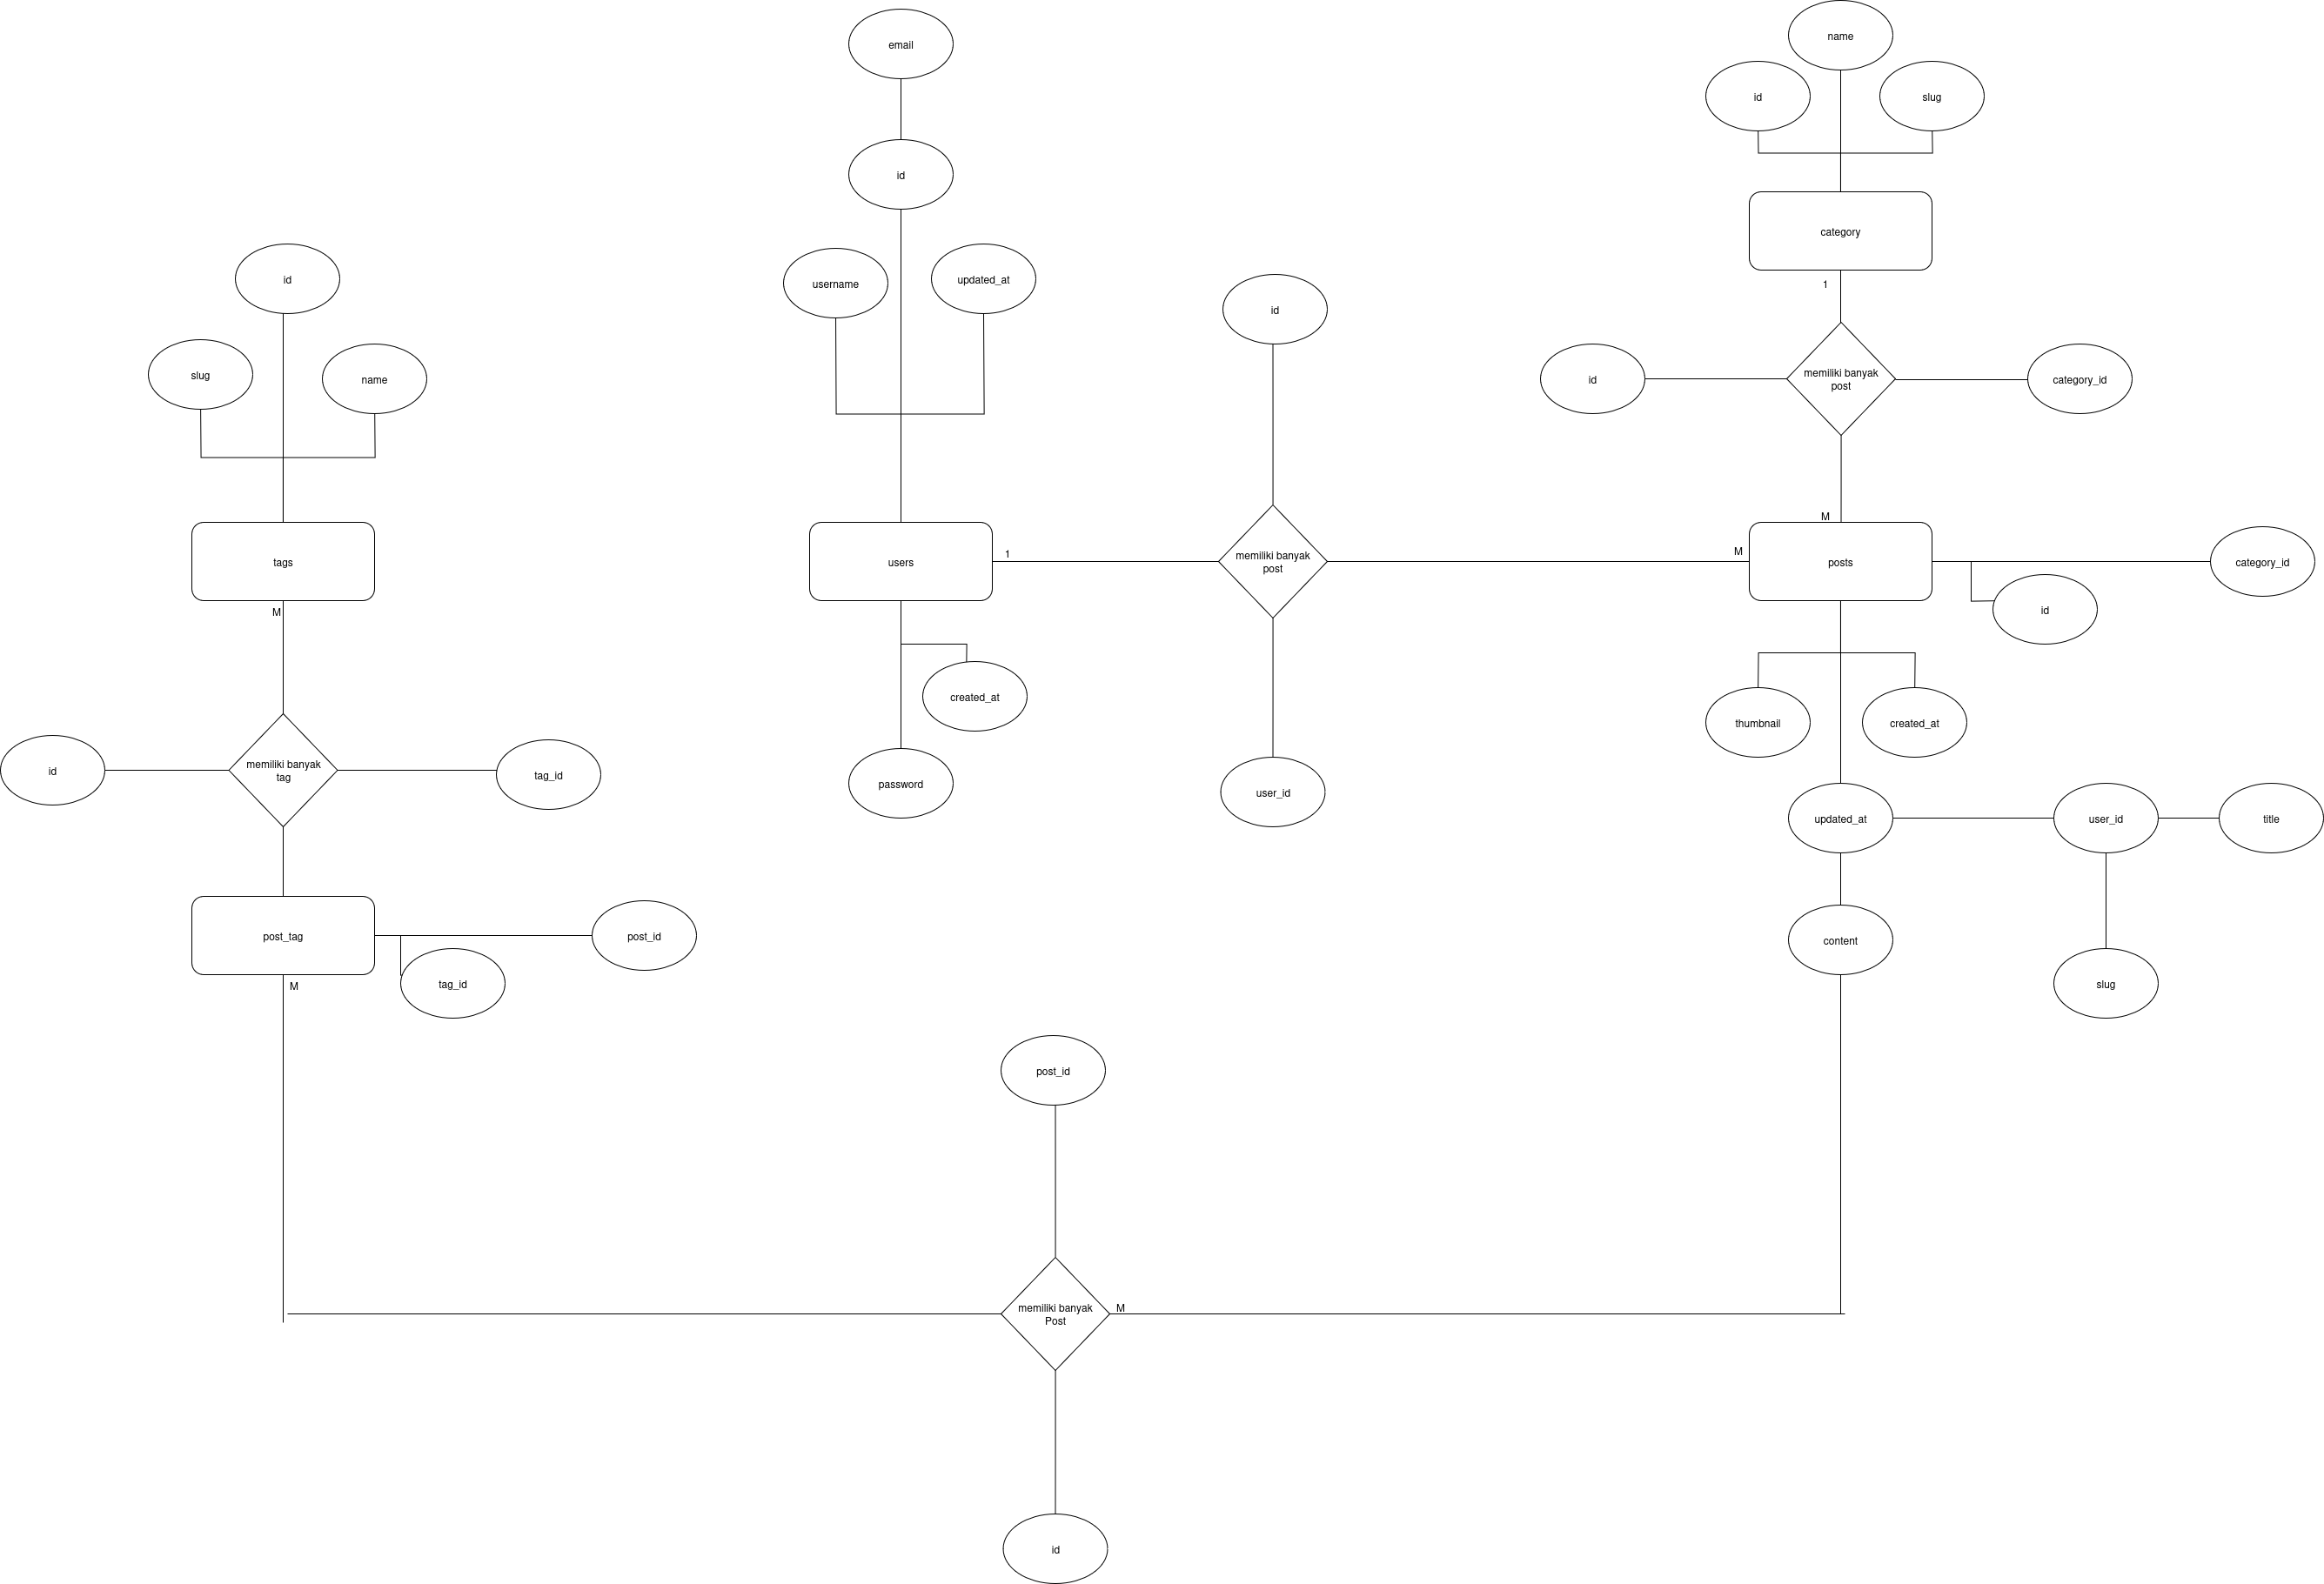 name
email
id
slug
id
category
id
username
updated_at
1
id
slug
name
id
memiliki banyak
post
category_id
M
tags
users
1
memiliki banyak
post
M
posts
category_id
M
id
created_at
thumbnail
created_at
id
memiliki banyak
tag
tag_id
password
user_id
updated_at
user_id
title
post_tag
post_id
content
M
tag_id
slug
post_id
memiliki banyak
Post
M
id